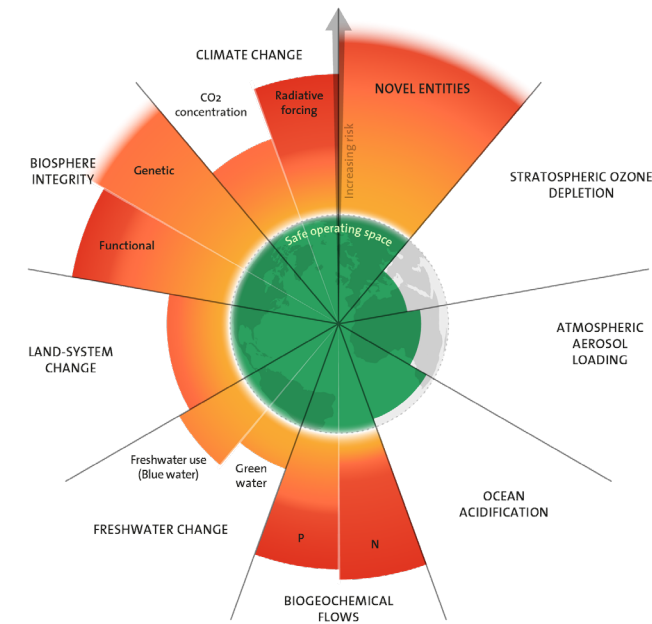 CLIMATE CHANGE
CO2
concentration
Radiative
forcing
NOVEL ENTITIES
Increasing risk
BIOSPHERE
INTEGRITY
Genetic
Functional
STRATOSPHERIC OZONE
DEPLETION
Safe operating space
LAND-SYSTEM
CHANGE
ATMOSPHERIC
AEROSOL
LOADING
Freshwater use
(Blue water)
Green
water
FRESHWATER CHANGE
OCEAN
ACIDIFICATION
P
N
BIOGEOCHEMICAL
FLOWS